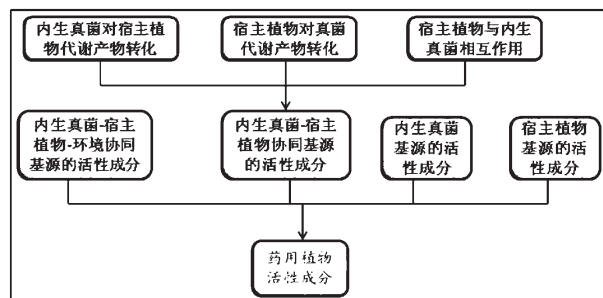 内生真菌对宿主植
物代谢产物转化
宿主植物对真菌
代谢产物转化
宿主植物与内生
真菌相互作用
内生真菌-宿主
植物-环境协同
基源的活性成分
内生真菌-宿主
植物协同基源
的活性成分
内生真菌
基源的活
性成分
宿主植物
基源的活
性成分
药用植物
活性成分